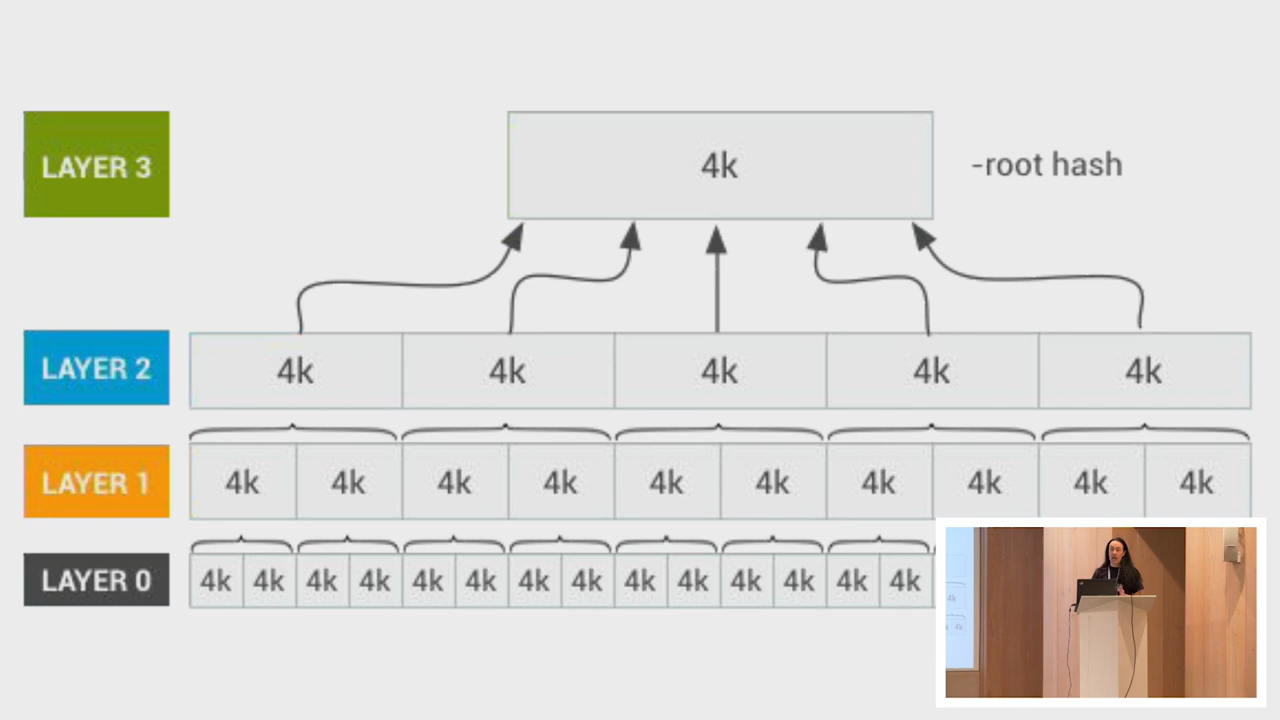 LAYER 3 4k -root hash
LAYER 2 4k 4k 4k 4k 4k
LAYER 1 4k 4k 4k 4k 4k 4k 4k 4k 4k 4k
LAYER 0 4k 4k 4k 4k 4k 4k 4k 4k 4k 4k 4k 4k 4k 4k
4k
4k